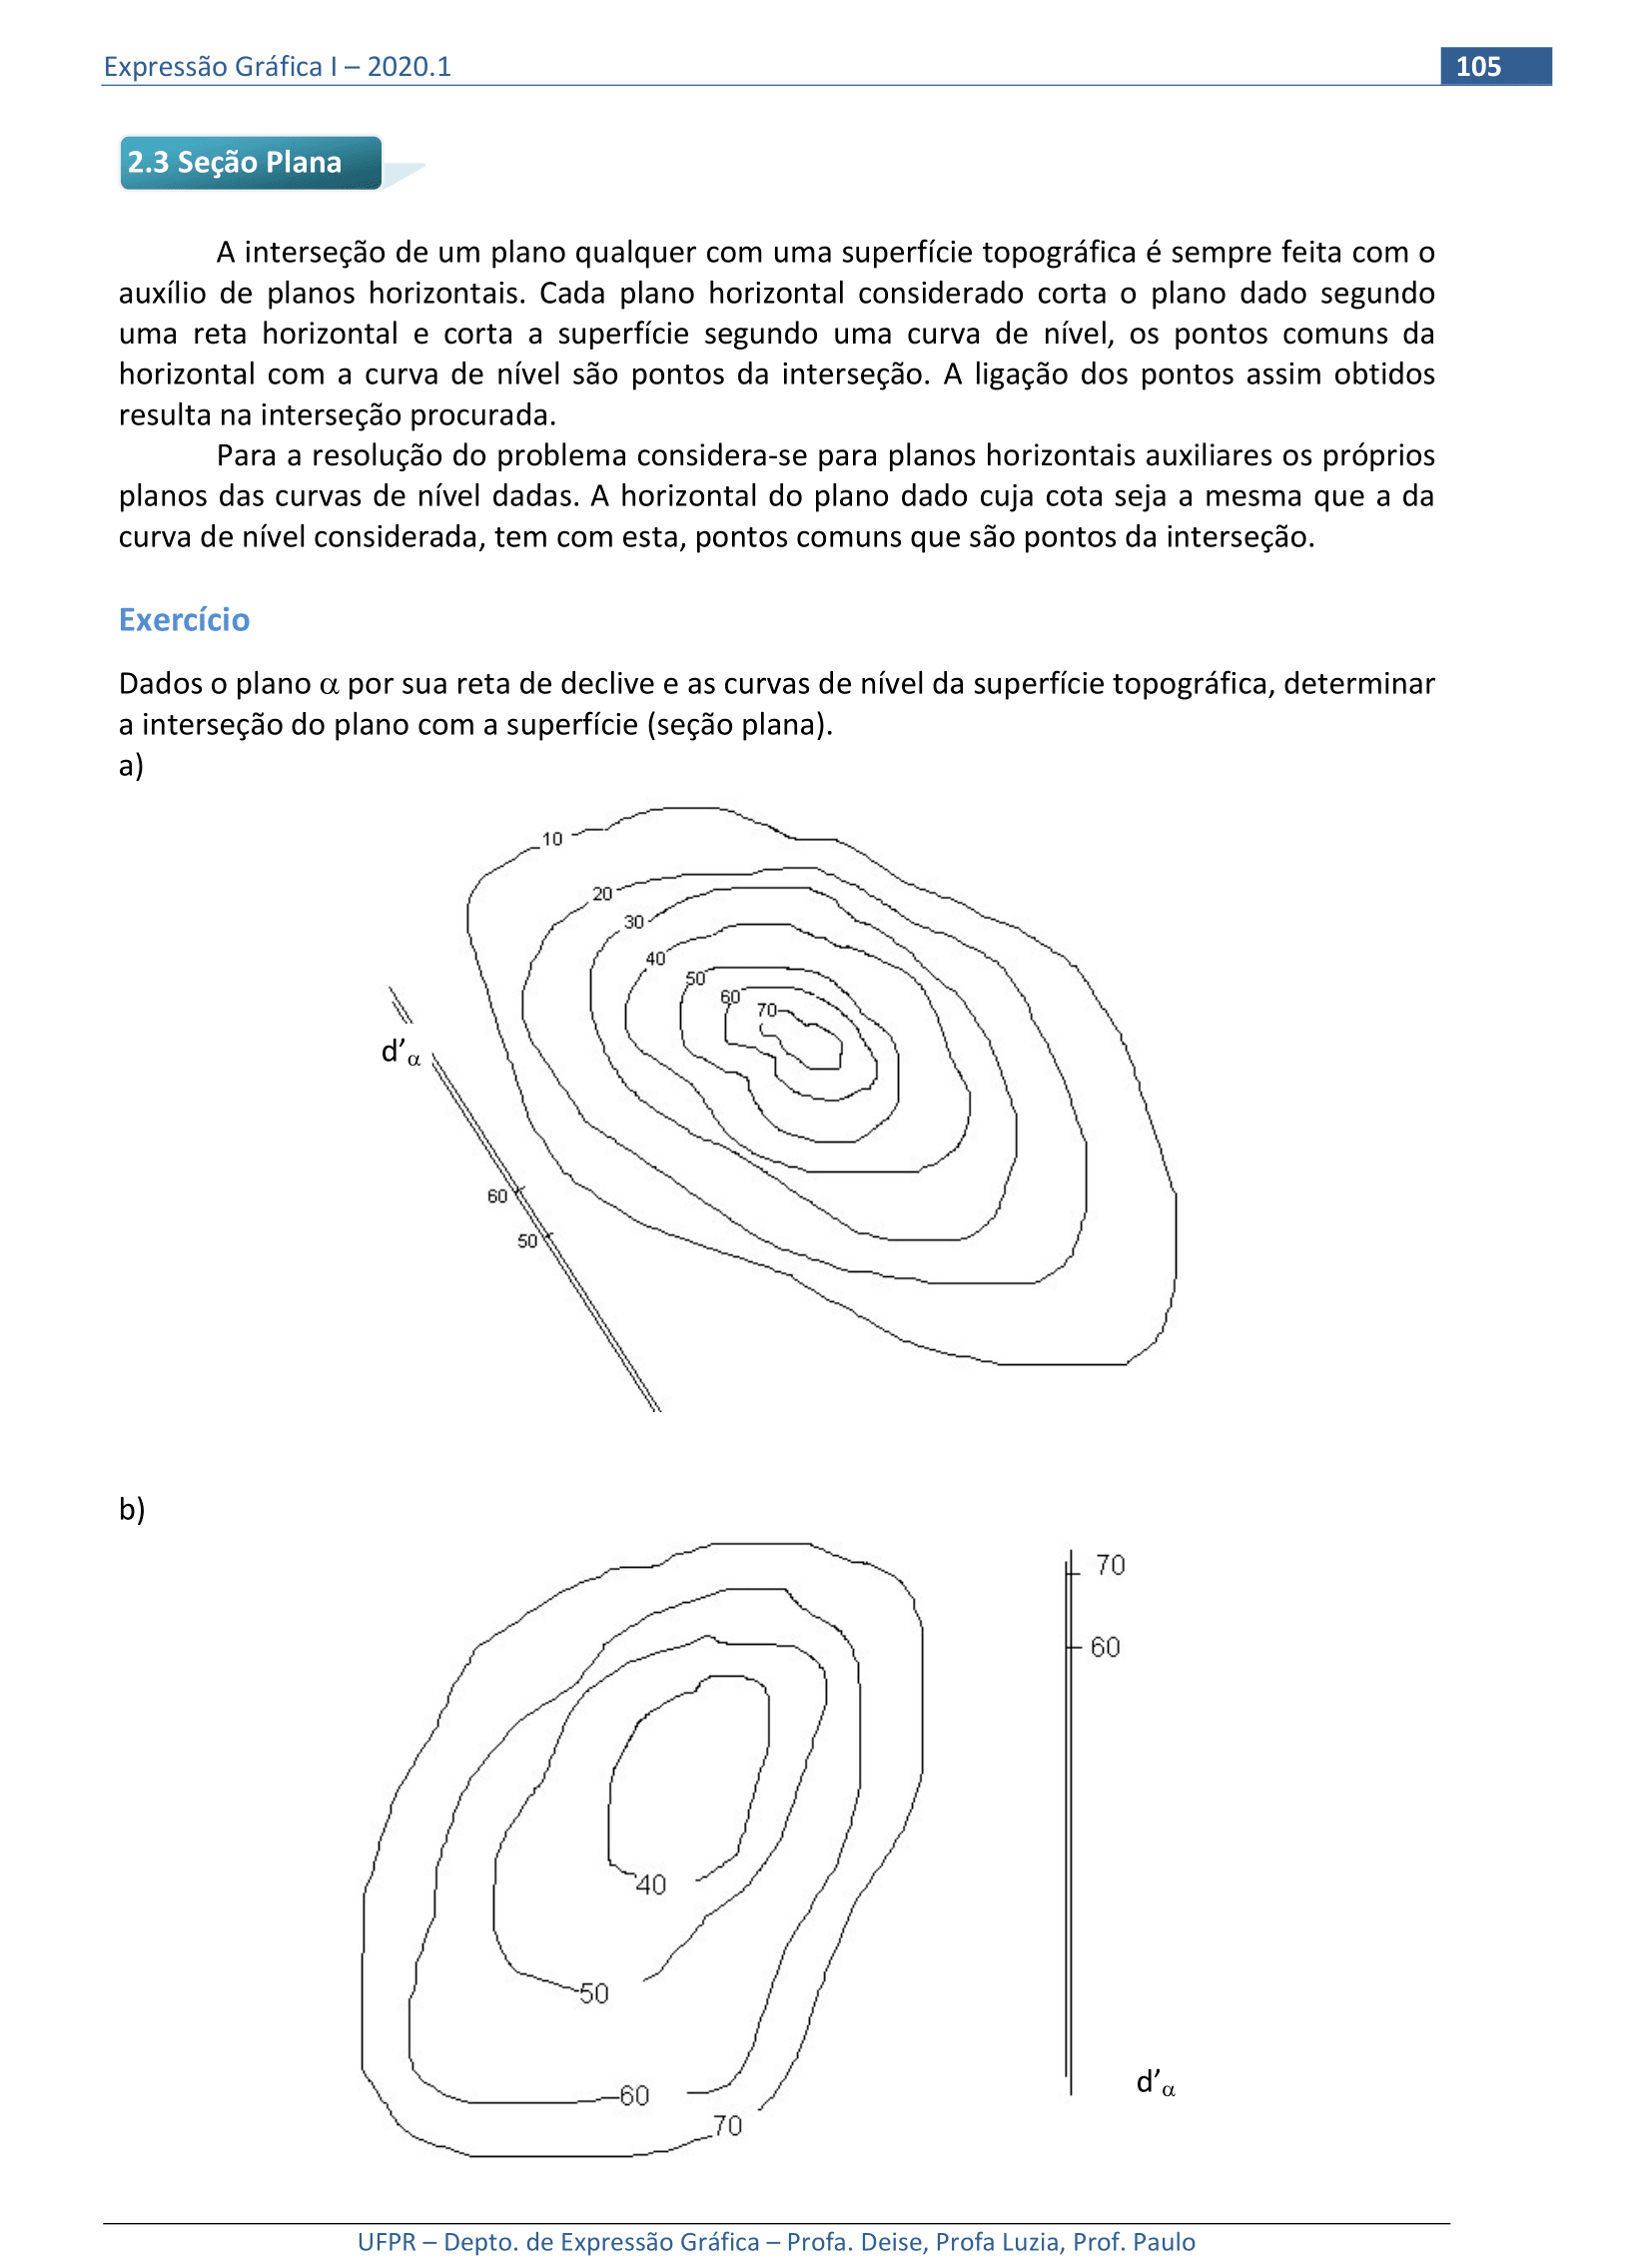 Expressão Gráfica I – 2020.1
105
2.3 Seção Plana
A interseção de um plano qualquer com uma superfície topográfica é sempre feita com o
auxílio de planos horizontais. Cada plano horizontal considerado corta o plano dado segundo
uma reta horizontal e corta a superfície segundo uma curva de nível, os pontos comuns da
horizontal com a curva de nível são pontos da interseção. A ligação dos pontos assim obtidos
resulta na interseção procurada.
Para a resolução do problema considera-se para planos horizontais auxiliares os próprios
planos das curvas de nível dadas. A horizontal do plano dado cuja cota seja a mesma que a da
curva de nível considerada, tem com esta, pontos comuns que são pontos da interseção.
Exercício
Dados o plano α por sua reta de declive e as curvas de nível da superfície topográfica, determinar
a interseção do plano com a superfície (seção plana).
a)
10
20
30
40
50
60
70
d'α
60
50
b)
70
60
40
50
60
70
d'α
UFPR – Depto. de Expressão Gráfica – Profa. Deise, Profa Luzia, Prof. Paulo